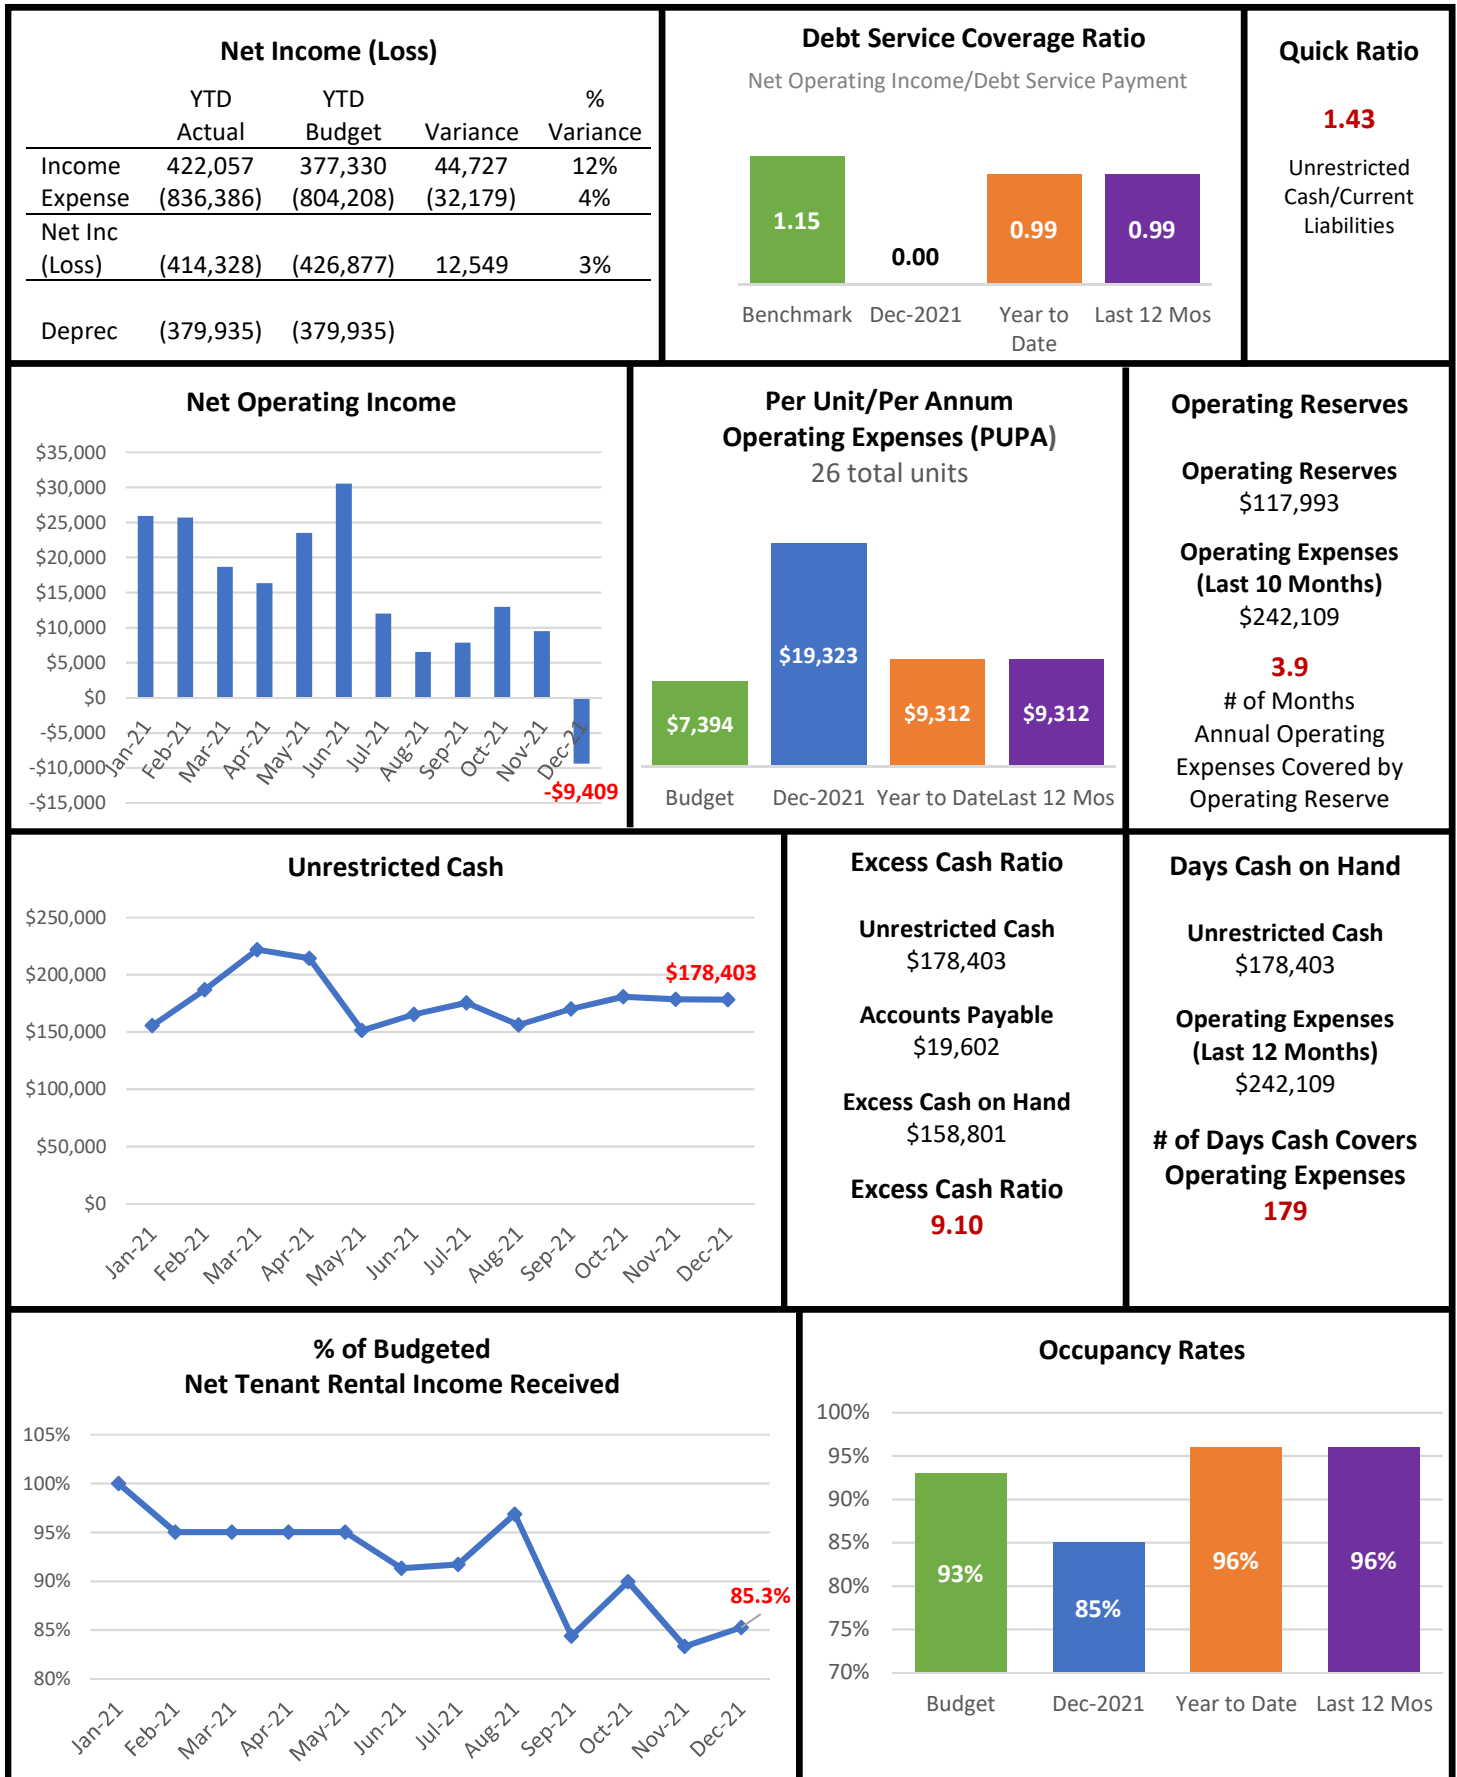 Net Income (Loss)
YTD YTD %
Actual Budget Variance Variance
Income 422,057 377,330 44,727 12%
Expense (836,386) (804,208) (32,179) 4%
Net Inc
(Loss) (414,328) (426,877) 12,549 3%
Deprec (379,935) (379,935)
Debt Service Coverage Ratio
Net Operating Income/Debt Service Payment
1.15
0.00
0.99
0.99
Benchmark Dec-2021 Year to Last 12 Mos
Date
Quick Ratio
1.43
Unrestricted
Cash/Current
Liabilities
Net Operating Income
$35,000
$30,000
$25,000
$20,000
$15,000
$10,000
$5,000
$0
-$5,000
-$10,000
-$15,000
Jan-21
Feb-21
Mar-21
Apr-21
May-21
Jun-21
Jul-21
Aug-21
Sep-21
Oct-21
Nov-21
Dec-21
-$9,409
Per Unit/Per Annum
Operating Expenses (PUPA)
26 total units
$7,394
$19,323
$9,312
$9,312
Budget Dec-2021 Year to Date Last 12 Mos
Operating Reserves
Operating Reserves
$117,993
Operating Expenses
(Last 10 Months)
$242,109
3.9
# of Months
Annual Operating
Expenses Covered by
Operating Reserve
Unrestricted Cash
$250,000
$200,000
$150,000
$100,000
$50,000
$0
$178,403
Jan-21
Feb-21
Mar-21
Apr-21
May-21
Jun-21
Jul-21
Aug-21
Sep-21
Oct-21
Nov-21
Dec-21
Excess Cash Ratio
Unrestricted Cash
$178,403
Accounts Payable
$19,602
Excess Cash on Hand
$158,801
Excess Cash Ratio
9.10
Days Cash on Hand
Unrestricted Cash
$178,403
Operating Expenses
(Last 12 Months)
$242,109
# of Days Cash Covers
Operating Expenses
179
% of Budgeted
Net Tenant Rental Income Received
105%
100%
95%
90%
85%
80%
85.3%
Jan-21
Feb-21
Mar-21
Apr-21
May-21
Jun-21
Jul-21
Aug-21
Sep-21
Oct-21
Nov-21
Dec-21
Occupancy Rates
100%
95%
90%
85%
80%
75%
70%
93%
85%
96%
96%
Budget Dec-2021 Year to Date Last 12 Mos